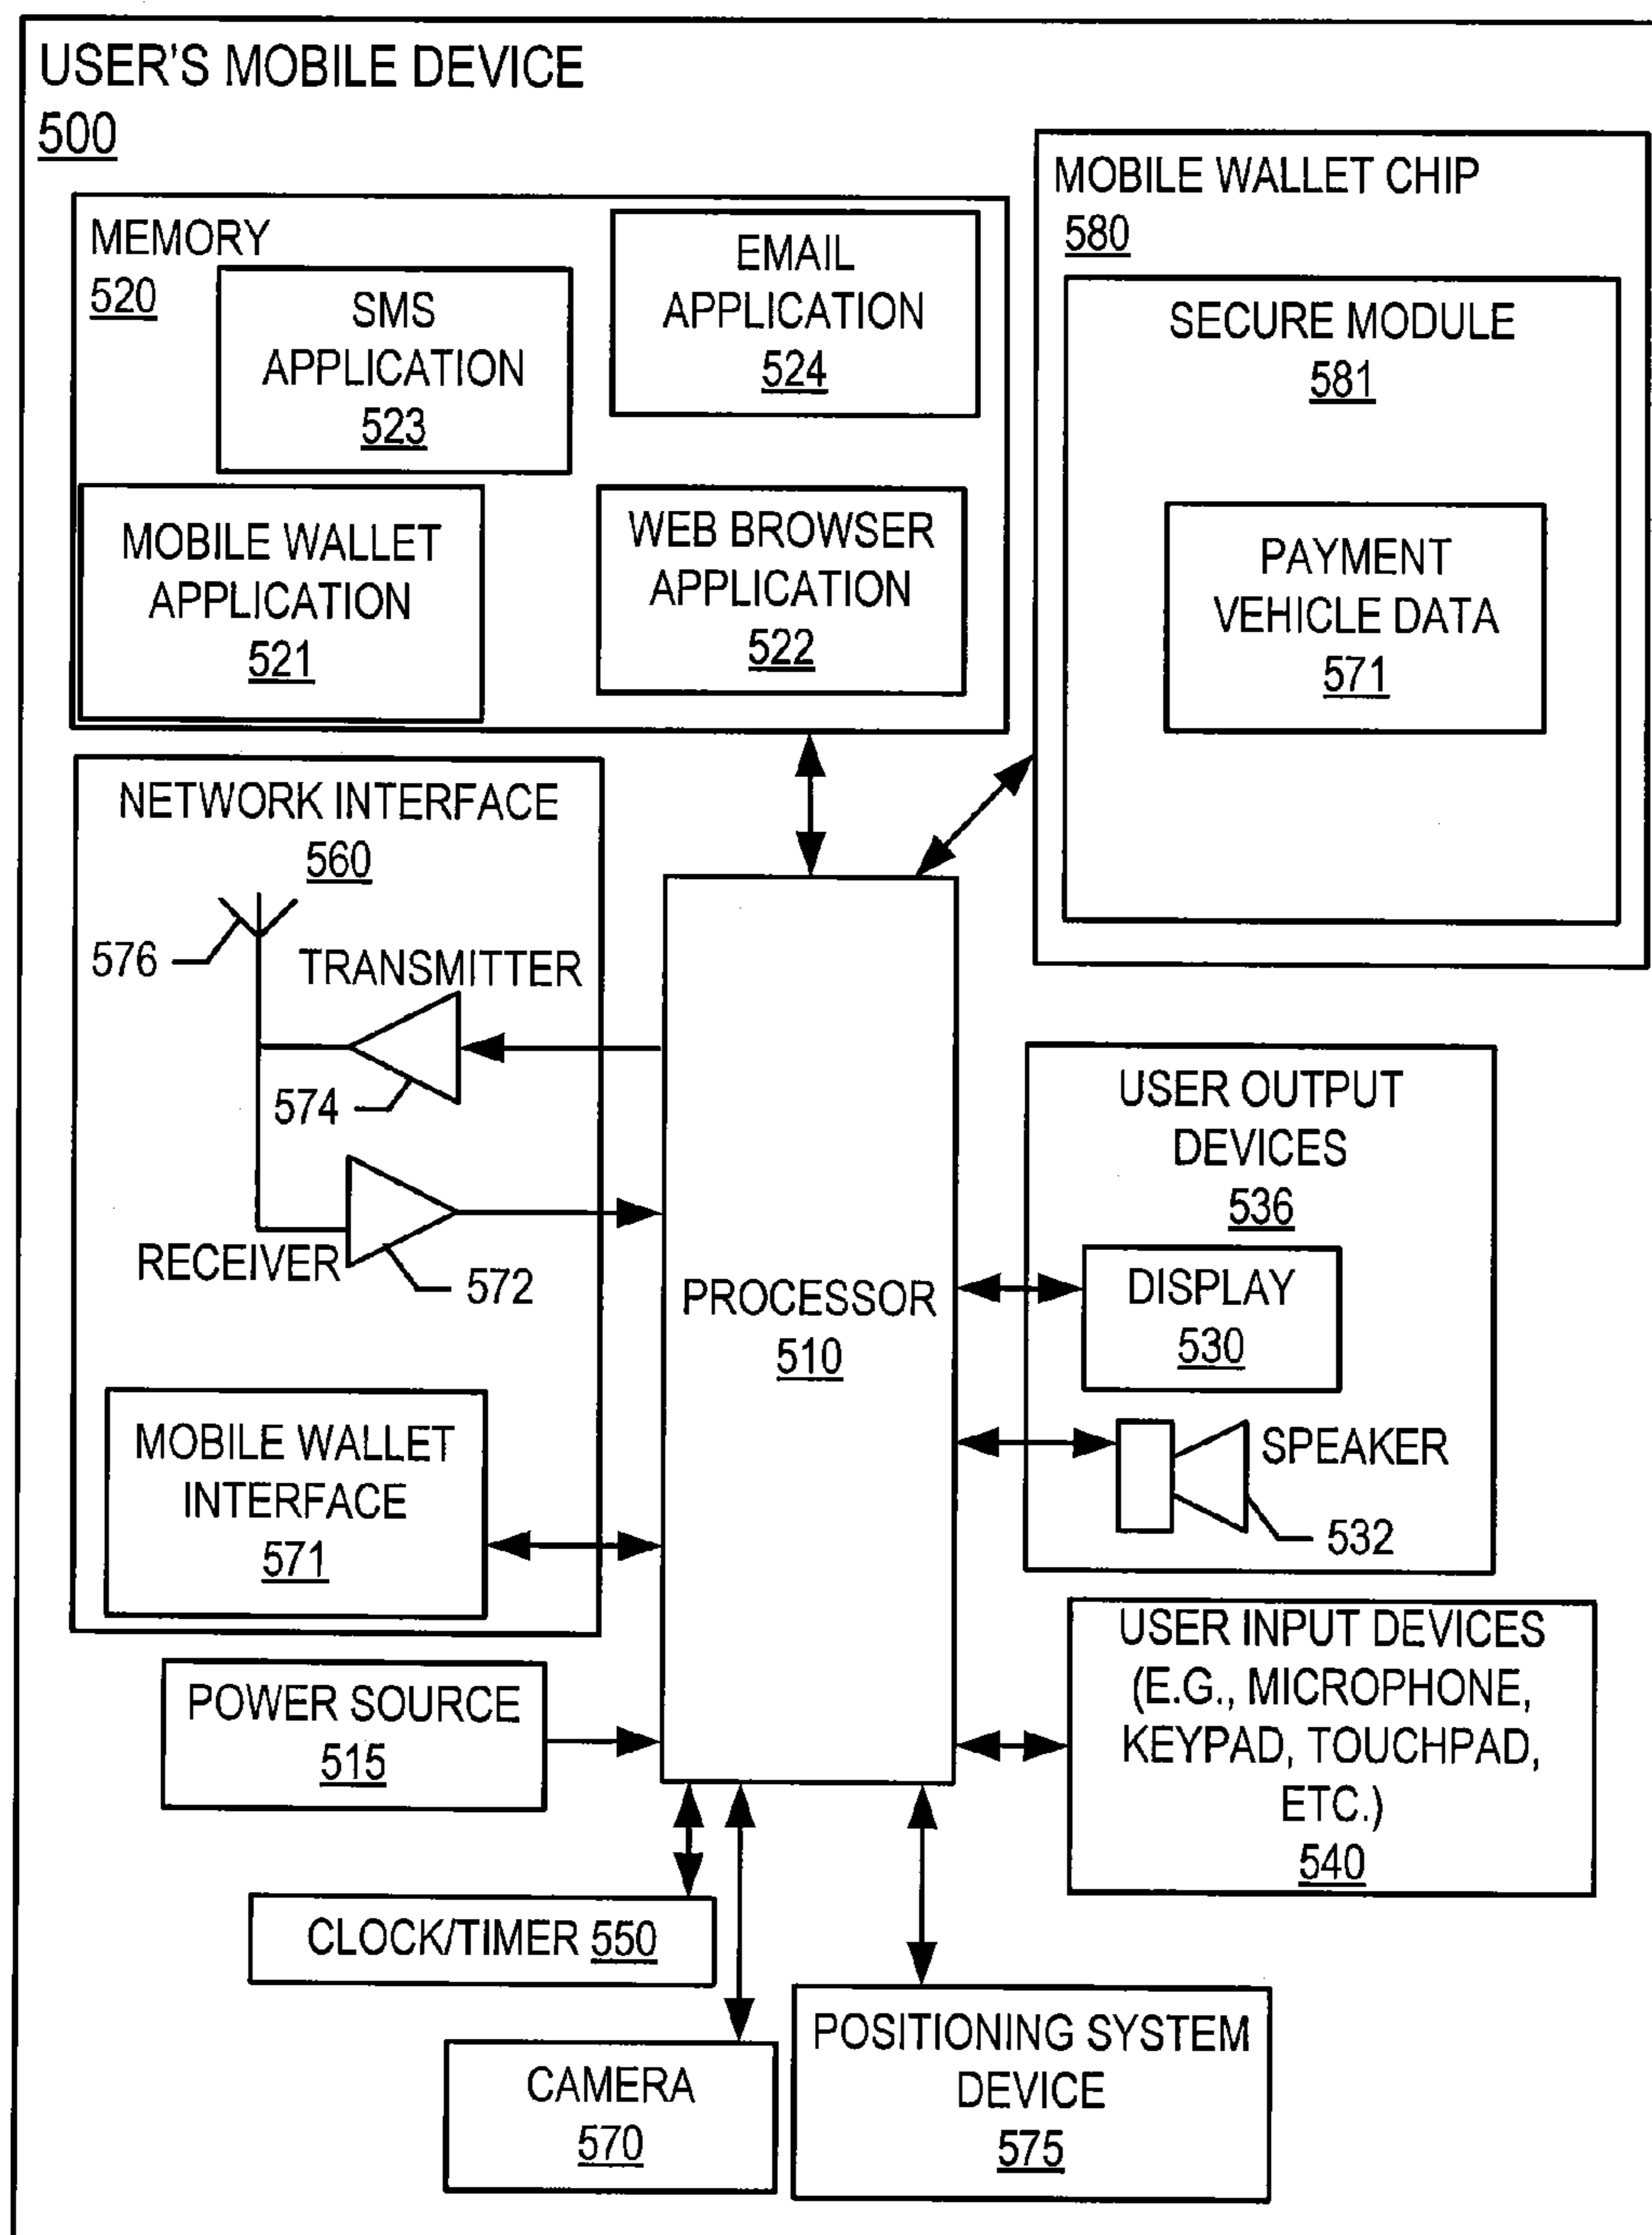 USER'S MOBILE DEVICE
500
MEMORY
520
SMS
APPLICATION
523
EMAIL
APPLICATION
524
MOBILE WALLET
APPLICATION
521
WEB BROWSER
APPLICATION
522
MOBILE WALLET CHIP
580
SECURE MODULE
581
PAYMENT
VEHICLE DATA
571
NETWORK INTERFACE
560
576
TRANSMITTER
574
RECEIVER
572
MOBILE WALLET
INTERFACE
571
PROCESSOR
510
USER OUTPUT
DEVICES
536
DISPLAY
530
SPEAKER
532
POWER SOURCE
515
USER INPUT DEVICES
(E.G., MICROPHONE,
KEYPAD, TOUCHPAD,
ETC.)
540
CLOCK/TIMER 550
CAMERA
570
POSITIONING SYSTEM
DEVICE
575